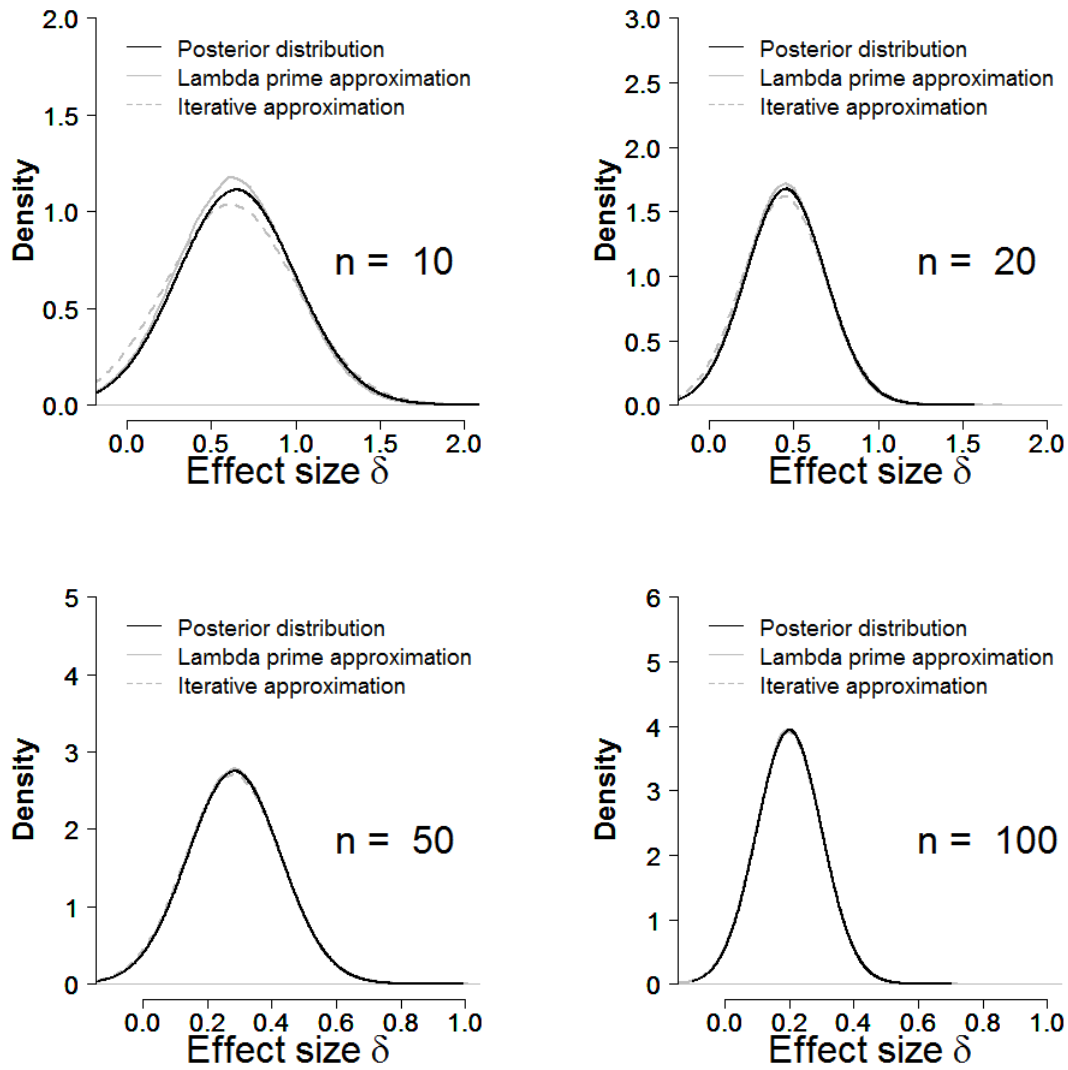 2.0
1.5
1.0
0.5
0.0
Density
Posterior distribution
Lambda prime approximation
Iterative approximation
n = 10
0.0 0.5 1.0 1.5 2.0
Effect size δ
3.0
2.5
2.0
1.5
1.0
0.5
0.0
Density
Posterior distribution
Lambda prime approximation
Iterative approximation
n = 20
0.0 0.5 1.0 1.5 2.0
Effect size δ
5
4
3
2
1
0
Density
Posterior distribution
Lambda prime approximation
Iterative approximation
n = 50
0.0 0.2 0.4 0.6 0.8 1.0
Effect size δ
6
5
4
3
2
1
0
Density
Posterior distribution
Lambda prime approximation
Iterative approximation
n = 100
0.0 0.2 0.4 0.6 0.8 1.0
Effect size δ